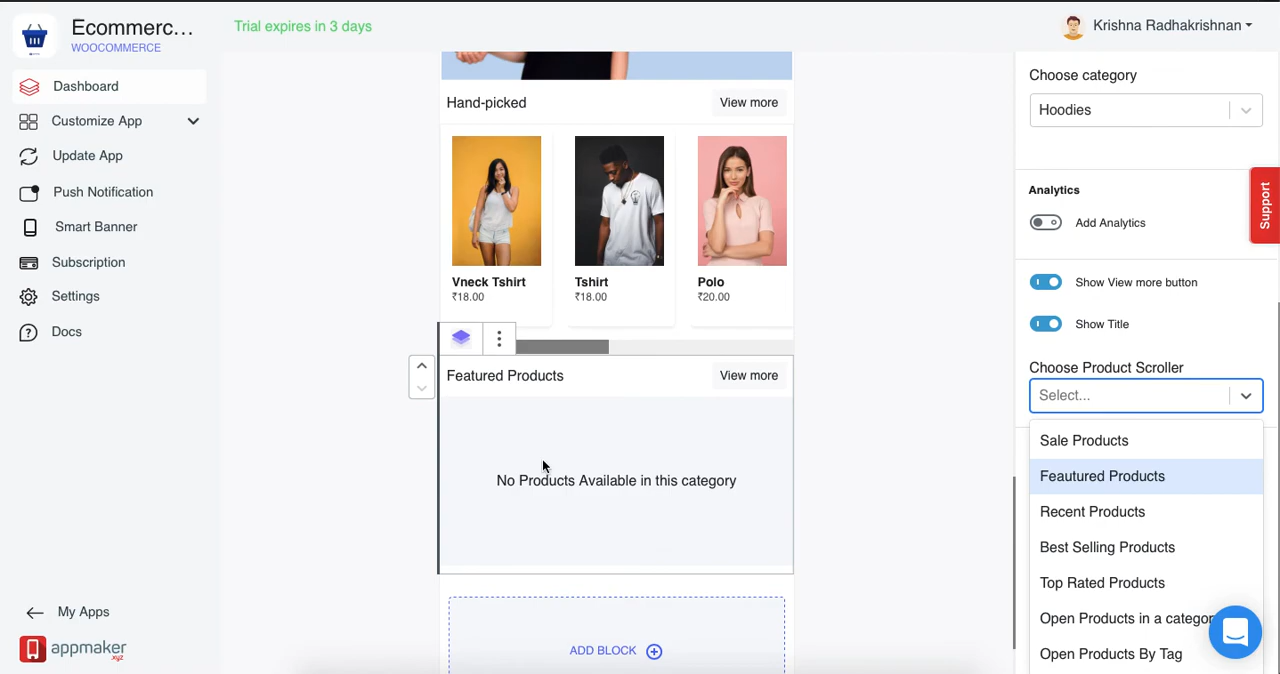 Ecommerc...
WOOCOMMERCE
Trial expires in 3 days
Krishna Radhakrishnan
Dashboard
Customize App
Update App
Push Notification
Smart Banner
Subscription
Settings
Docs
My Apps
appmaker
.xyz
Hand-picked
View more
Vneck Tshirt
₹18.00
Tshirt
₹18.00
Polo
₹20.00
Featured Products
View more
No Products Available in this category
ADD BLOCK
Choose category
Hoodies
Analytics
Add Analytics
Show View more button
Show Title
Choose Product Scroller
Select...
Sale Products
Feautured Products
Recent Products
Best Selling Products
Top Rated Products
Open Products in a categor
Open Products By Tag
Support